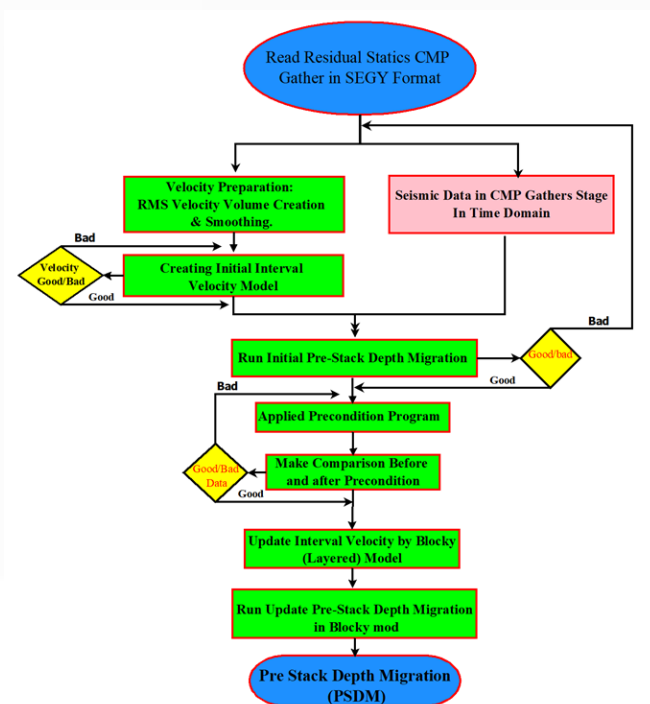 Read Residual Statics CMP
Gather in SEGY Format
Velocity Preparation:
RMS Velocity Volume Creation
& Smoothing.
Seismic Data in CMP Gathers Stage
In Time Domain
Bad
Velocity
Good/Bad
Creating Initial Interval
Velocity Model
Good
Bad
Run Initial Pre-Stack Depth Migration
Good/bad
Good
Bad
Applied Precondition Program
Good/Bad
Data
Make Comparison Before
and after Precondition
Good
Update Interval Velocity by Blocky
(Layered) Model
Run Update Pre-Stack Depth Migration
in Blocky mod
Pre Stack Depth Migration
(PSDM)